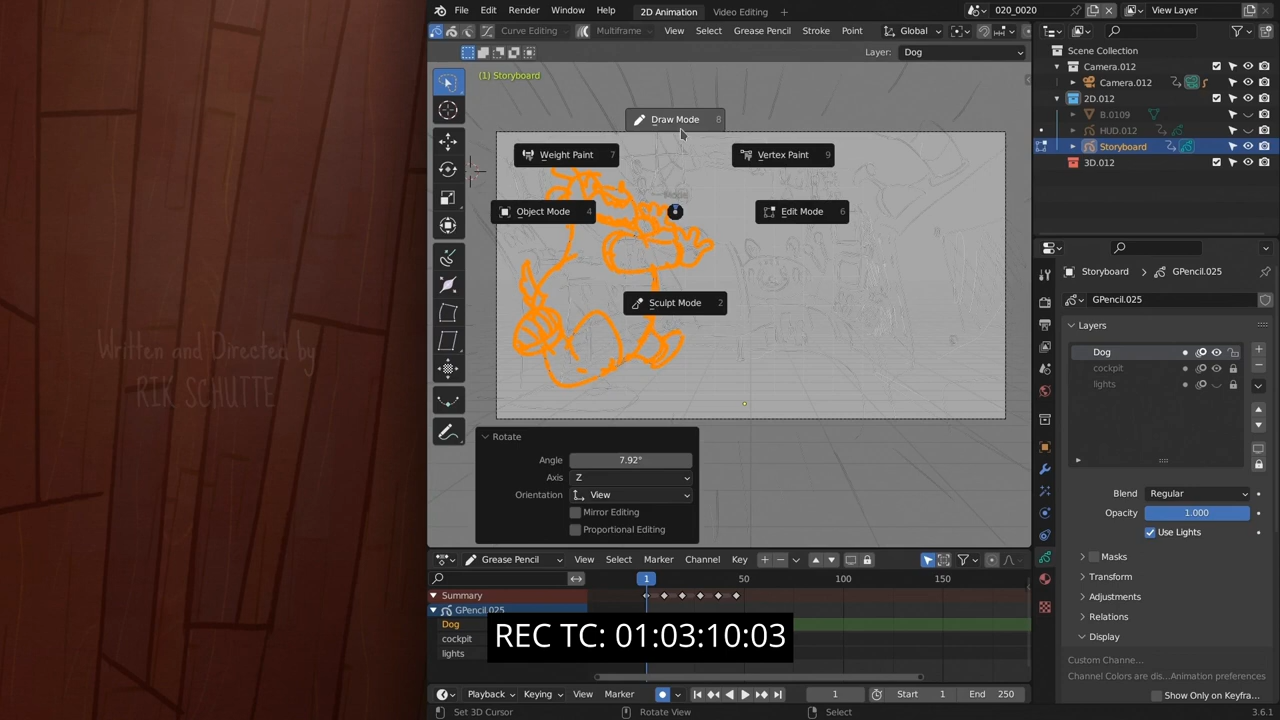 File Edit Render Window Help 2D Animation Video Editing 020_0020 View Layer
Curve Editing Multiframe View Select Grease Pencil Stroke Point Global
Layer: Dog
(1) Storyboard
Draw Mode 8
Weight Paint 7
Vertex Paint 9
Mode
Object Mode 4
Edit Mode 6
Sculpt Mode 2
Written and Directed by
RIK SCHUTTE
Rotate
Angle 7.92°
Axis Z
Orientation View
Mirror Editing
Proportional Editing
Scene Collection
Camera.012
Camera.012
2D.012
B.0109
HUD.012
Storyboard
3D.012
Storyboard GPencil.025
GPencil.025
Layers
Dog
cockpit
lights
Blend Regular
Opacity 1.000
Use Lights
Masks
Transform
Adjustments
Relations
Display
Custom Channe...
Channel Colors are dis...Animation preferences
Show Only on Keyfra...
Grease Pencil View Select Marker Channel Key
1 50 100 150
Summary
GPencil.025
Dog
cockpit
lights
REC TC: 01:03:10:03
Playback Keying View Marker 1 Start 1 End 250
Set 3D Cursor Rotate View Select 3.6.1